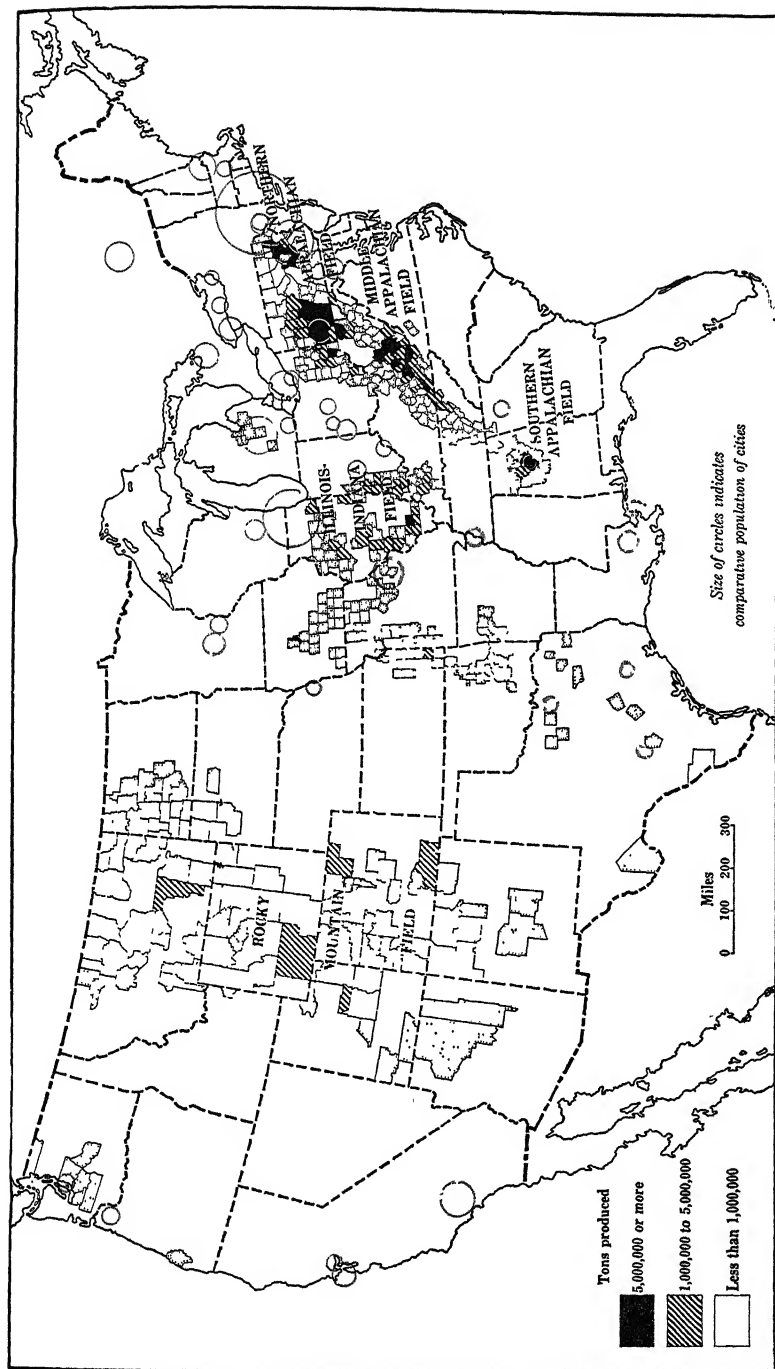 NORTHERN
APPALACHIAN
FIELD
MIDDLE
APPALACHIAN
FIELD
SOUTHERN
APPALACHIAN
FIELD
ILLINOIS-
INDIANA
FIELD
ROCKY
MOUNTAIN
FIELD
Size of circles indicates
comparative population of cities
Miles
0 100 200 300
Tons produced
5,000,000 or more
1,000,000 to 5,000,000
Less than 1,000,000